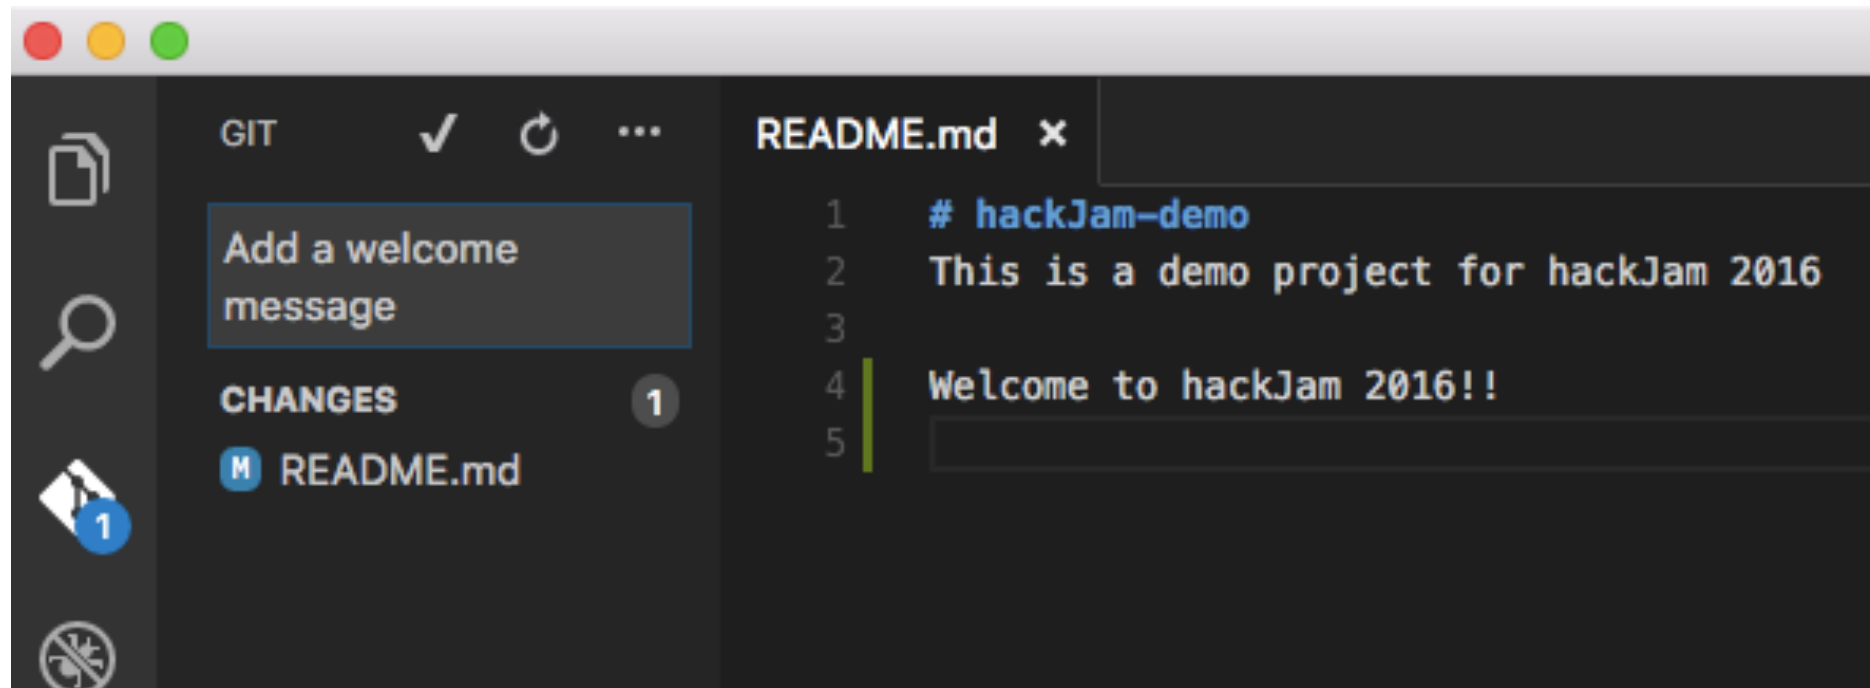 GIT
Add a welcome
message
CHANGES 1
M README.md
1
README.md
1 # hackJam-demo
2 This is a demo project for hackJam 2016
3
4 Welcome to hackJam 2016!!
5